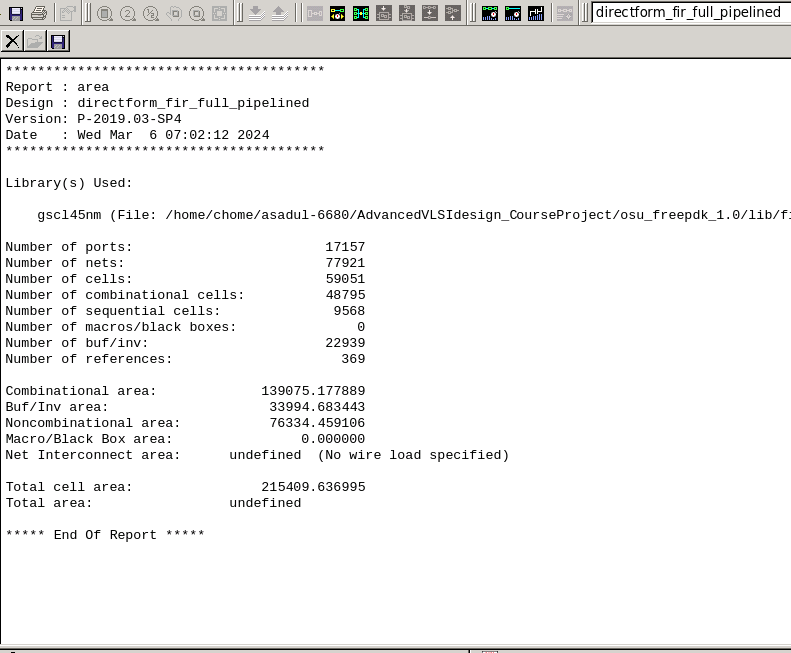 directform_fir_full_pipelined
****************************************
Report : area
Design : directform_fir_full_pipelined
Version: P-2019.03-SP4
Date   : Wed Mar  6 07:02:12 2024
****************************************
Library(s) Used:
gscl45nm (File: /home/chome/asadul-6680/AdvancedVLSIdesign_CourseProject/osu_freepdk_1.0/lib/fi
Number of ports: 17157
Number of nets: 77921
Number of cells: 59051
Number of combinational cells: 48795
Number of sequential cells: 9568
Number of macros/black boxes: 0
Number of buf/inv: 22939
Number of references: 369
Combinational area: 139075.177889
Buf/Inv area: 33994.683443
Noncombinational area: 76334.459106
Macro/Black Box area: 0.000000
Net Interconnect area: undefined  (No wire load specified)
Total cell area: 215409.636995
Total area: undefined
***** End Of Report *****